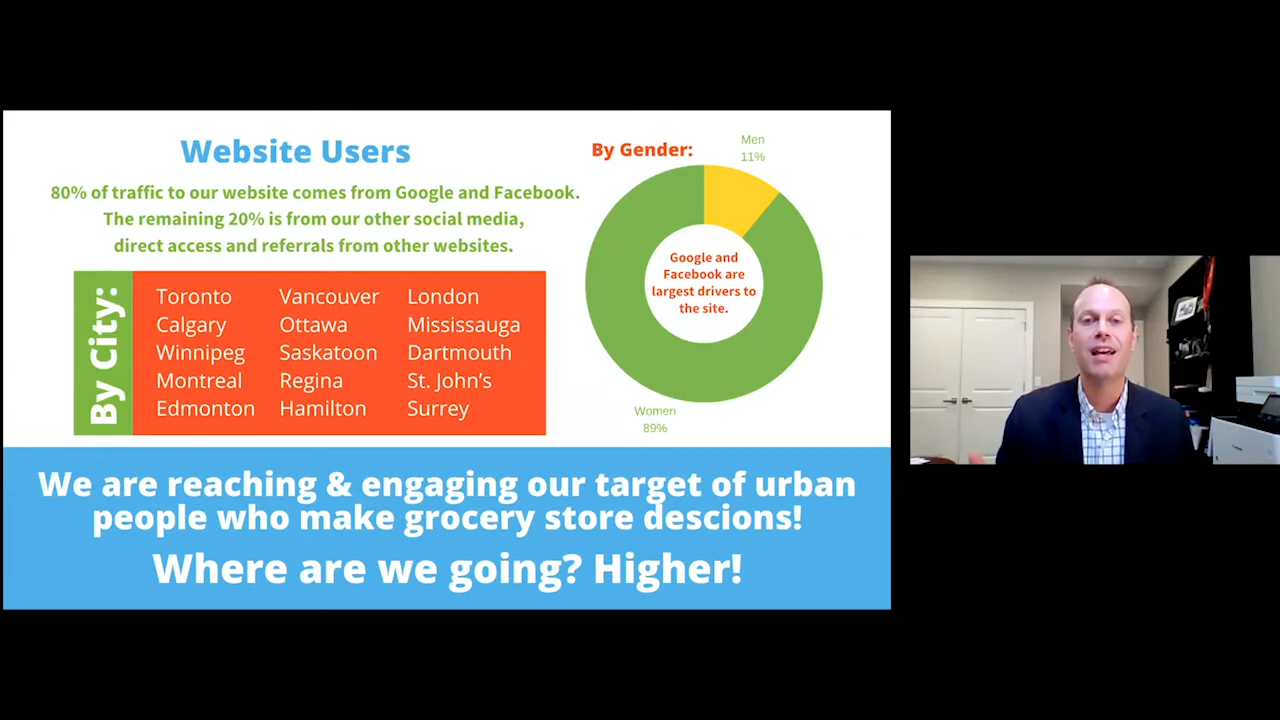 Website Users
80% of traffic to our website comes from Google and Facebook.
The remaining 20% is from our other social media,
direct access and referrals from other websites.
By City:
Toronto Vancouver London
Calgary Ottawa Mississauga
Winnipeg Saskatoon Dartmouth
Montreal Regina St. John's
Edmonton Hamilton Surrey
By Gender:
Men
11%
Google and
Facebook are
largest drivers to
the site.
Women
89%
We are reaching & engaging our target of urban
people who make grocery store descions!
Where are we going? Higher!